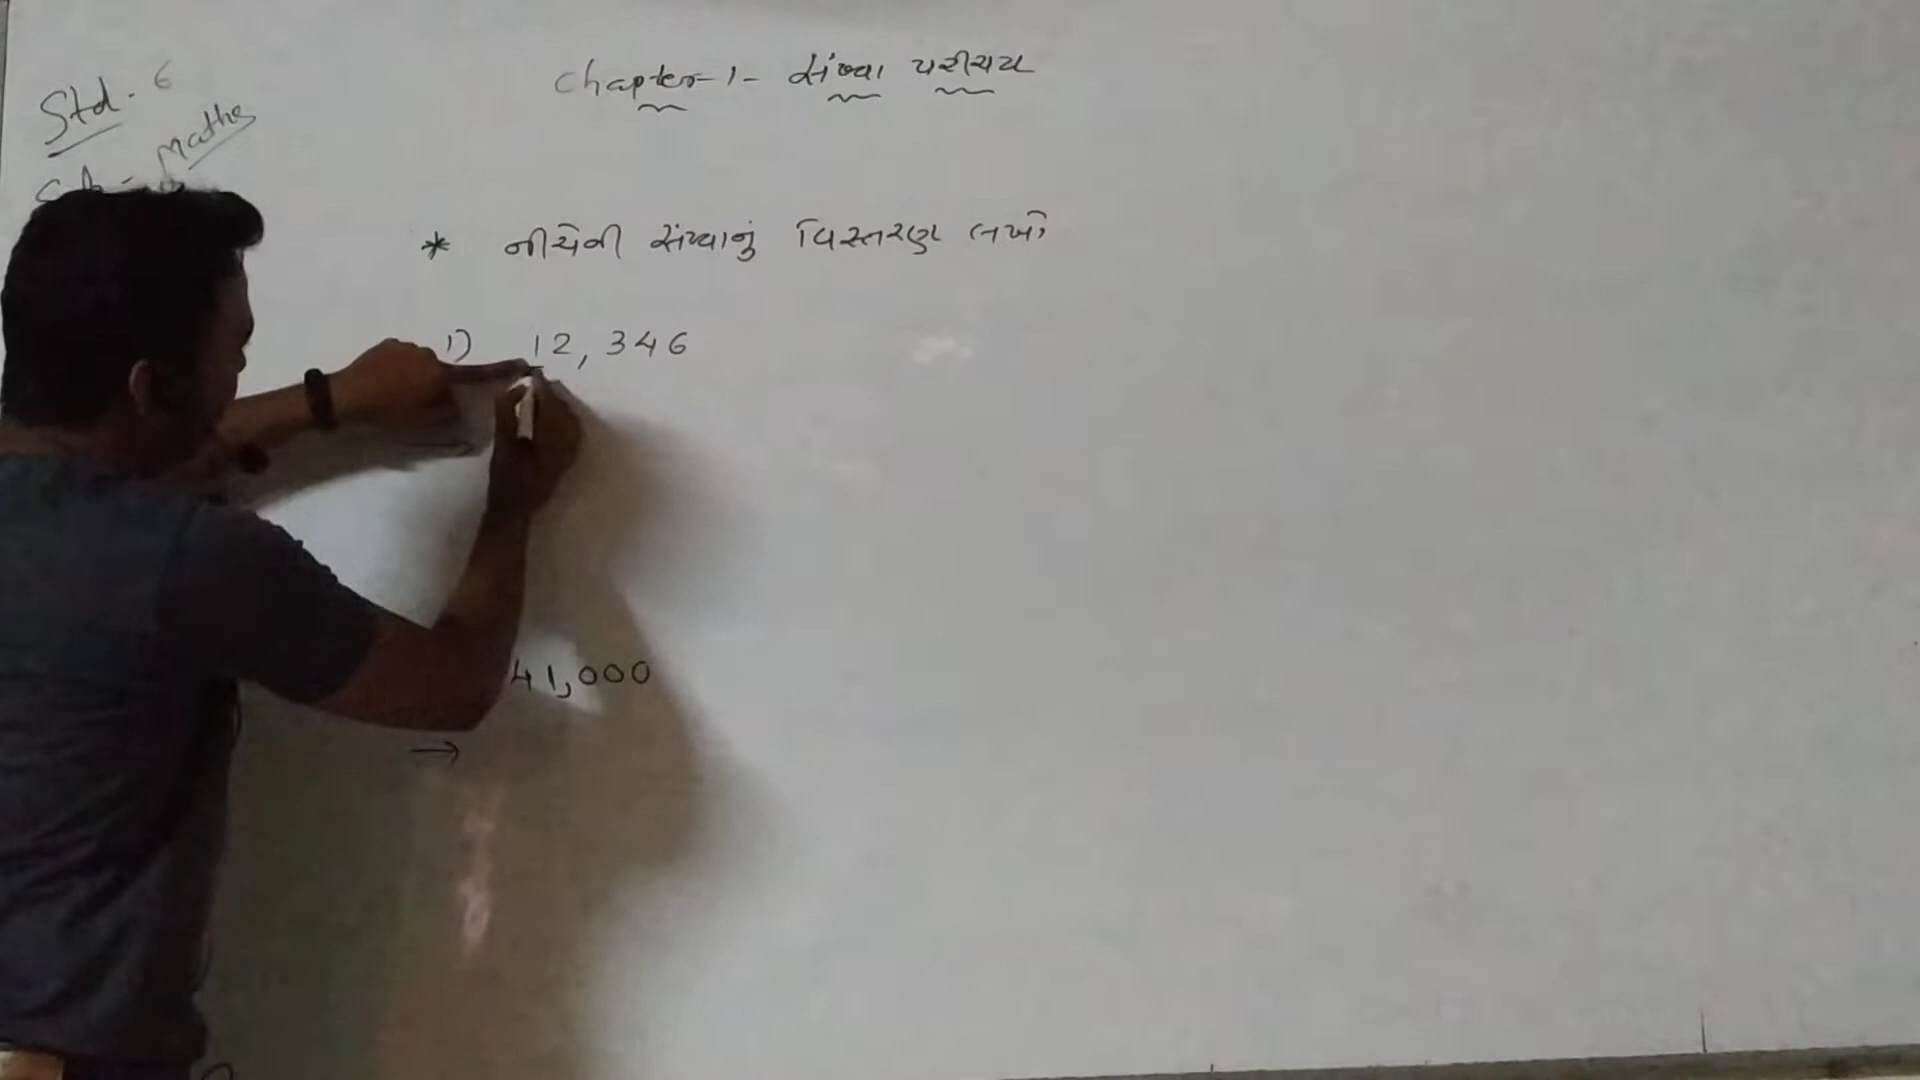 Std. 6
Maths
Chapter-1- સંખ્યા પરીચય
* નીચેની સંખ્યાનું વિસ્તરણ લખો
1) 12,346
→
41,000
→